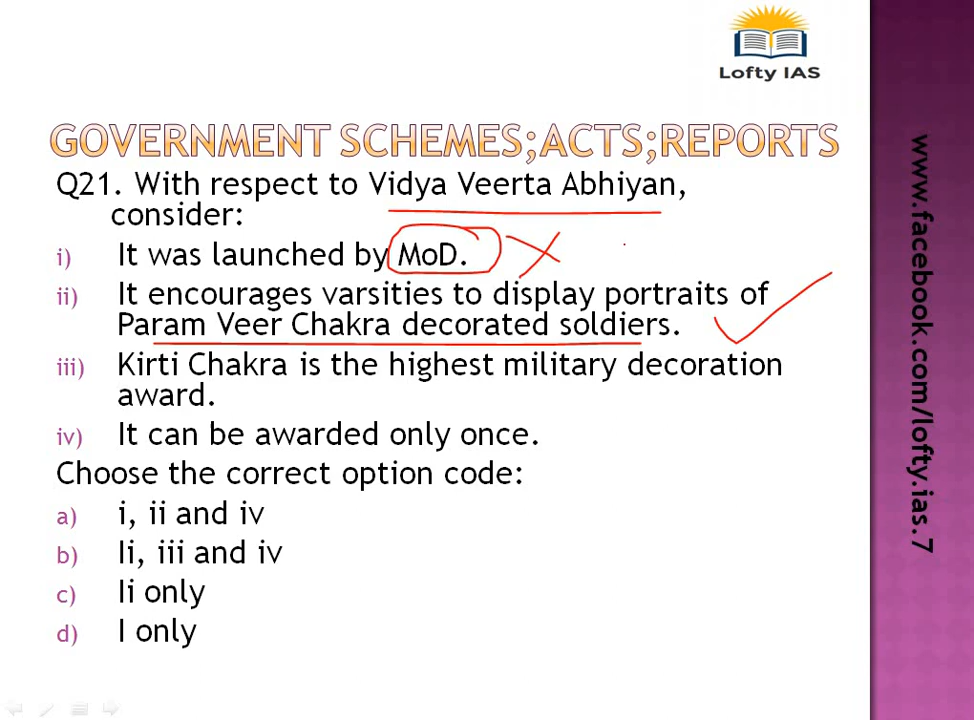 Lofty IAS
GOVERNMENT SCHEMES;ACTS;REPORTS
Q21. With respect to Vidya Veerta Abhiyan,
consider:
i) It was launched by MoD.
ii) It encourages varsities to display portraits of
Param Veer Chakra decorated soldiers.
iii) Kirti Chakra is the highest military decoration
award.
iv) It can be awarded only once.
Choose the correct option code:
a) i, ii and iv
b) Ii, iii and iv
c) Ii only
d) I only
www.facebook.com/lofty.ias.7